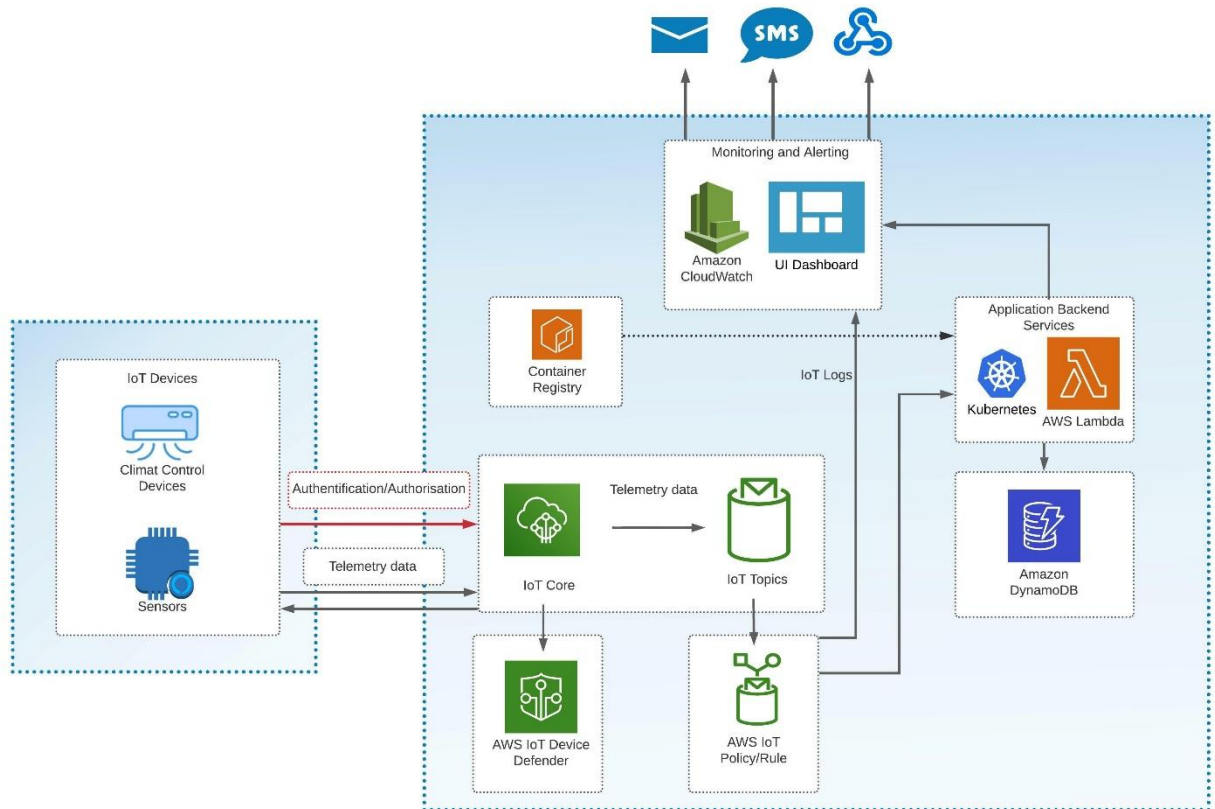 SMS
Monitoring and Alerting
Amazon
CloudWatch
UI Dashboard
Application Backend
Services
Kubernetes
AWS Lambda
Container
Registry
IoT Logs
IoT Devices
Climat Control
Devices
Sensors
Authentification/Authorisation
Telemetry data
Telemetry data
IoT Core
IoT Topics
Amazon
DynamoDB
AWS IoT Device
Defender
AWS IoT
Policy/Rule